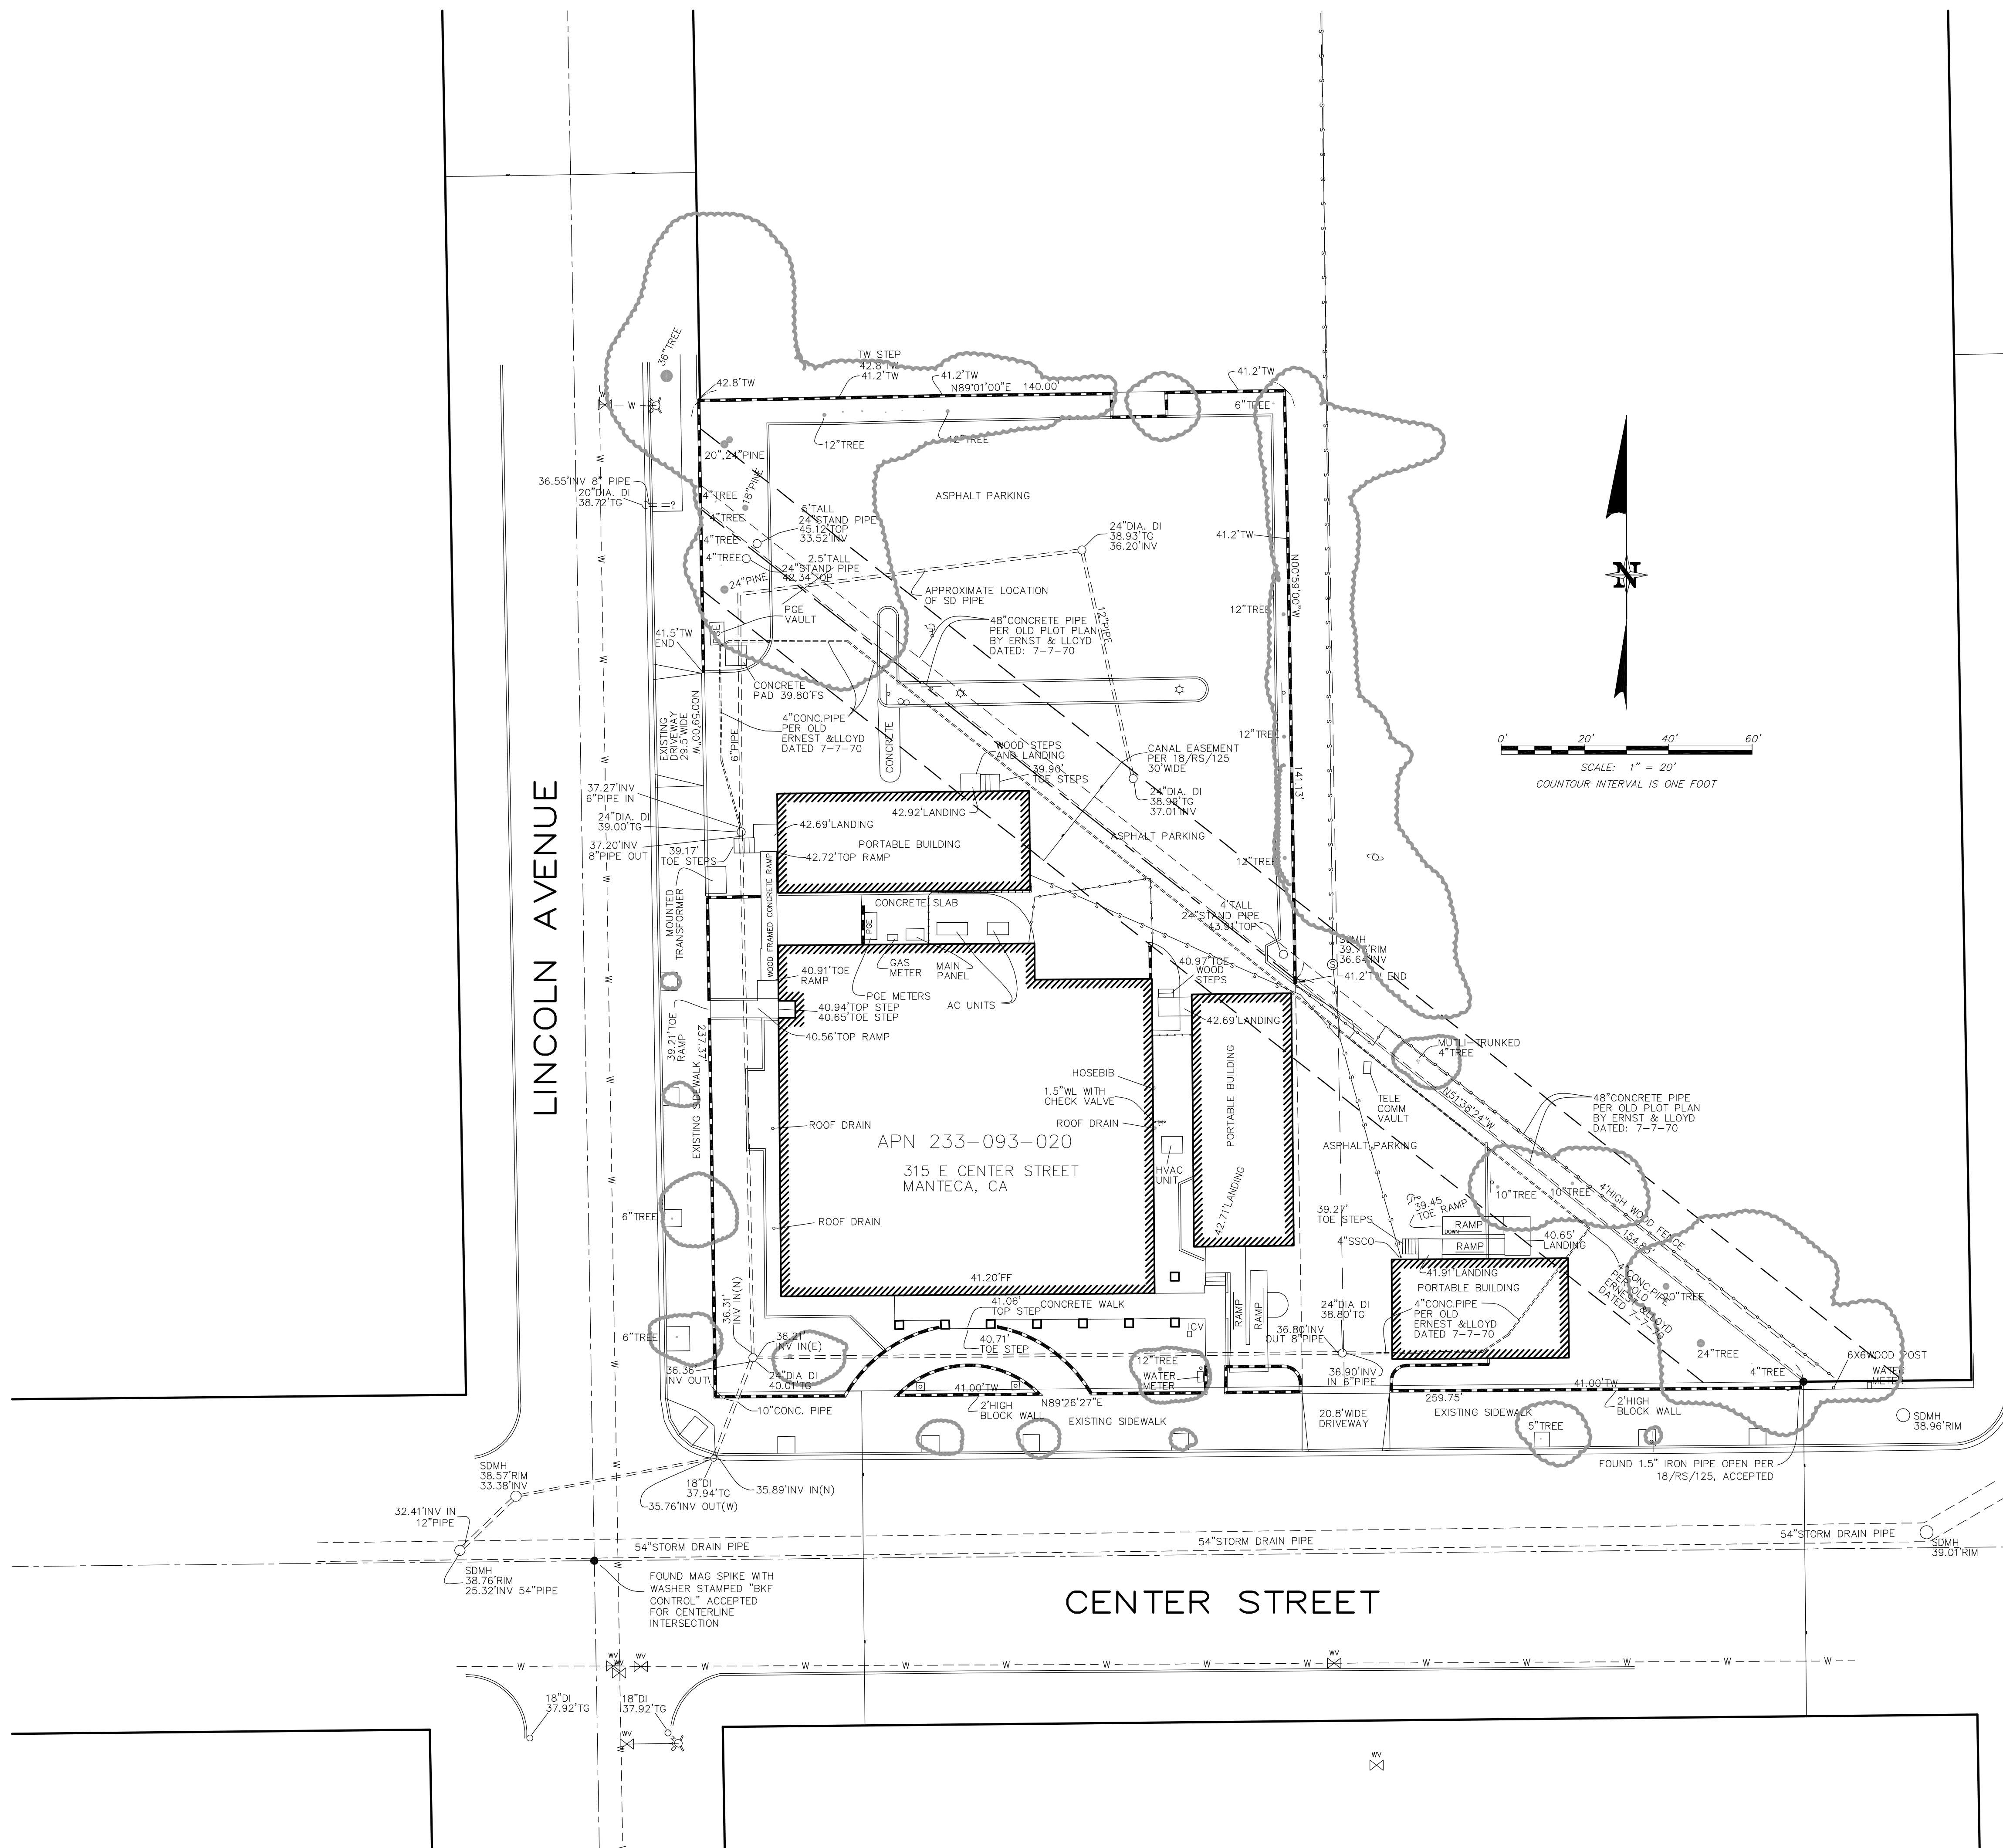 36"TREE
TW STEP
42.8'TW
41.2'TW
41.2'TW
42.8'TW
N89°01'00"E 140.00'
41.2'TW
6"TREE
12"TREE
12"TREE
20",24"PINE
18"PINE
36.55'INV 8" PIPE
20"DIA. DI
38.72'TG
=?
4"TREE
4"TREE
4"TREE
4"TREE
24"PINE
5'TALL
24"STAND PIPE
45.12'TOP
33.52'INV
2.5'TALL
24"STAND PIPE
42.34'TOP
ASPHALT PARKING
24"DIA. DI
38.93'TG
36.20'INV
41.2'TW
N00°59'00"W
141.13'
APPROXIMATE LOCATION
OF SD PIPE
12"PIPE
12"TREE
12"TREE
12"TREE
PGE
VAULT
PGE
41.5'TW
END
48"CONCRETE PIPE
PER OLD PLOT PLAN
BY ERNST & LLOYD
DATED: 7-7-70
CONCRETE
PAD 39.80'FS
4"CONC.PIPE
PER OLD
ERNEST &LLOYD
DATED 7-7-70
EXISTING
DRIVEWAY
29.5'WIDE
N00°59'00"W
6"PIPE
CONCRETE
WOOD STEPS
AND LANDING
39.90'
TOE STEPS
CANAL EASEMENT
PER 18/RS/125
30'WIDE
24"DIA. DI
38.99'TG
37.01'INV
ASPHALT PARKING
N
0'
20'
40'
60'
SCALE: 1" = 20'
COUNTOUR INTERVAL IS ONE FOOT
37.27'INV
6"PIPE IN
24"DIA. DI
39.00'TG
37.20'INV
8"PIPE OUT
39.17'
TOE STEPS
42.92'LANDING
42.69'LANDING
PORTABLE BUILDING
42.72'TOP RAMP
MOUNTED
TRANSFORMER
WOOD FRAMED CONCRETE RAMP
CONCRETE SLAB
PGE
GAS
METER
MAIN
PANEL
PGE METERS
AC UNITS
4'TALL
24"STAND PIPE
43.91'TOP
SSMH
36.64'INV
41.2'TW END
40.97'TOE
WOOD
STEPS
42.69'LANDING
40.91'TOE
RAMP
40.94'TOP STEP
40.65'TOE STEP
40.56'TOP RAMP
39.21'TOE
RAMP
237.37'
EXISTING SIDEWALK
LINCOLN AVENUE
HOSEBIB
1.5"WL WITH
CHECK VALVE
ROOF DRAIN
ROOF DRAIN
ROOF DRAIN
HVAC
UNIT
PORTABLE BUILDING
42.71'LANDING
APN 233-093-020
315 E CENTER STREET
MANTECA, CA
MUTLI-TRUNKED
4"TREE
TELE
COMM
VAULT
N51°38'24"W
48"CONCRETE PIPE
PER OLD PLOT PLAN
BY ERNST & LLOYD
DATED: 7-7-70
ASPHALT PARKING
10"TREE
10"TREE
4'HIGH WOOD FENCE
39.45
TOE RAMP
39.27'
TOE STEPS
4"SSCO
RAMP
DOWN
RAMP
40.65'
LANDING
41.91'LANDING
PORTABLE BUILDING
4"CONC.PIPE
PER OLD
ERNEST &LLOYD
DATED 7-7-70
4"CONC.PIPE
PER OLD
ERNEST &LLOYD
DATED 7-7-70
24"TREE
4"TREE
6X6WOOD POST
WATER
METER
6"TREE
6"TREE
36.31'
INV IN(N)
36.21'
INV IN(E)
36.36'
INV OUT
24"DIA DI
40.01'TG
10"CONC. PIPE
41.20'FF
41.06'
TOP STEP
CONCRETE WALK
40.71'
TOE STEP
ICV
RAMP
RAMP
24"DIA DI
38.80'TG
36.80'INV
OUT 8"PIPE
36.90'INV
IN 6"PIPE
12"TREE
WATER
METER
41.00'TW
2'HIGH
BLOCK WALL
N89°26'27"E
EXISTING SIDEWALK
20.8'WIDE
DRIVEWAY
259.75'
41.00'TW
2'HIGH
BLOCK WALL
EXISTING SIDEWALK
5"TREE
SDMH
38.96'RIM
FOUND 1.5" IRON PIPE OPEN PER
18/RS/125, ACCEPTED
SDMH
38.57'RIM
33.38'INV
18"DI
37.94'TG
35.76'INV OUT(W)
35.89'INV IN(N)
32.41'INV IN
12"PIPE
54"STORM DRAIN PIPE
54"STORM DRAIN PIPE
54"STORM DRAIN PIPE
SDMH
39.01'RIM
SDMH
38.76'RIM
25.32'INV 54"PIPE
FOUND MAG SPIKE WITH
WASHER STAMPED "BKF
CONTROL" ACCEPTED
FOR CENTERLINE
INTERSECTION
CENTER STREET
WV
WV
WV
WV
18"DI
37.92'TG
18"DI
37.92'TG
WV
WV